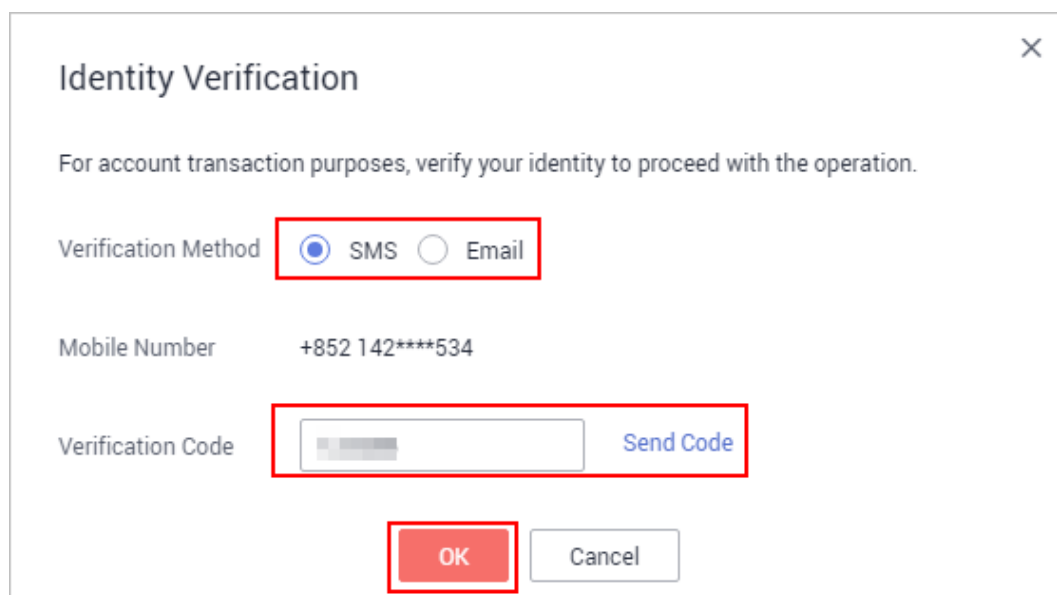 Identity Verification
For account transaction purposes, verify your identity to proceed with the operation.
Verification Method SMS Email
Mobile Number +852 142****534
Verification Code Send Code
OK Cancel